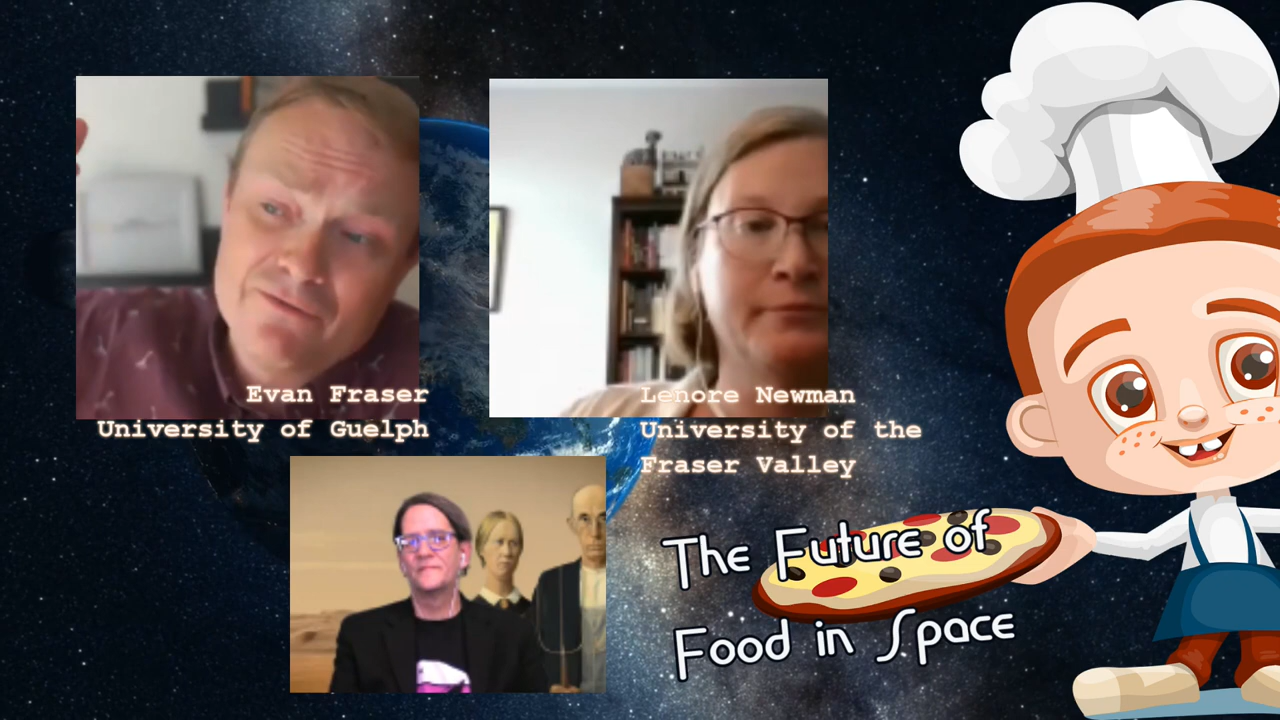 Evan Fraser
University of Guelph
Lenore Newman
University of the
Fraser Valley
The Future of
Food in Space